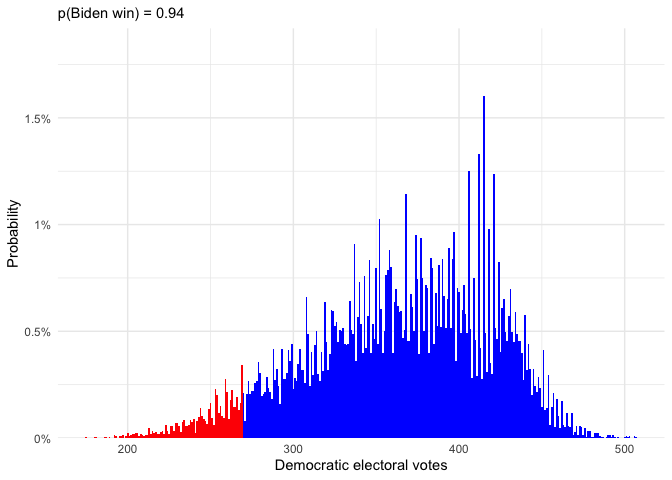 p(Biden win) = 0.94
1.5%
1%
0.5%
0%
Probability
200
300
400
500
Democratic electoral votes